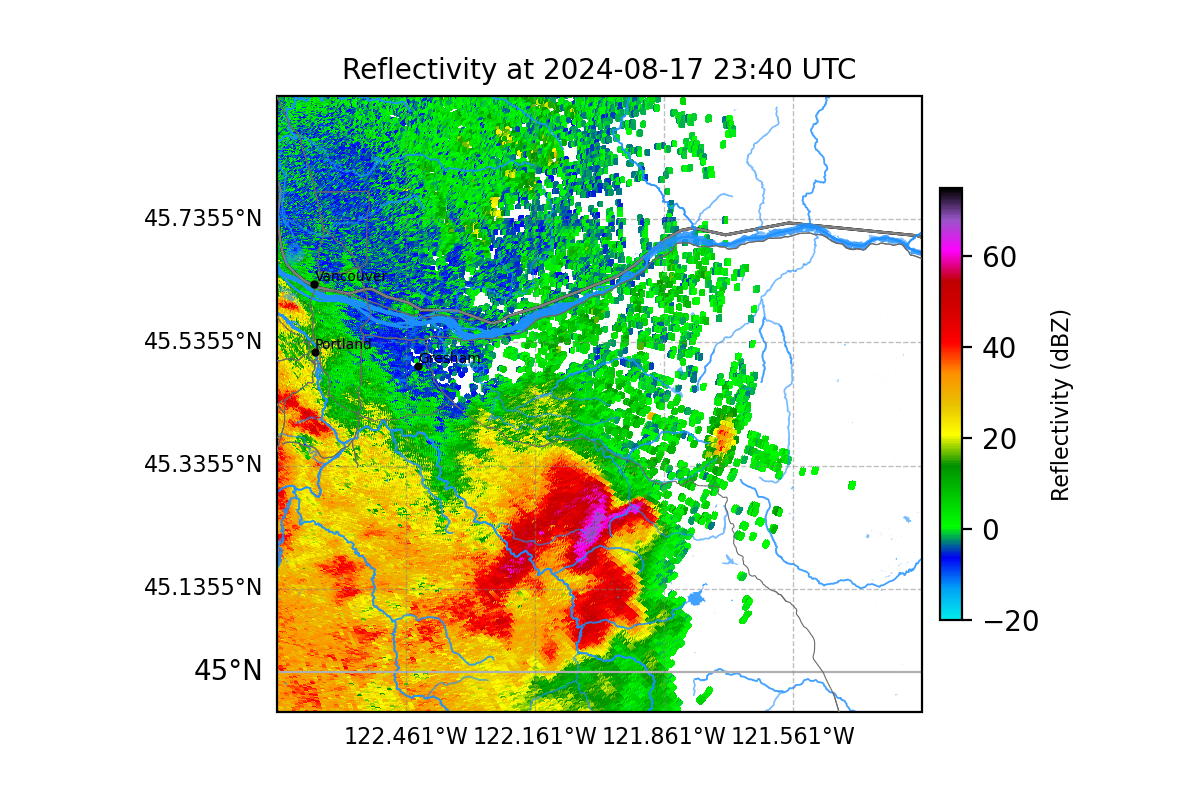 Reflectivity at 2024-08-17 23:40 UTC
45.7355°N
Vancouver
45.5355°N
Portland
Gresham
45.3355°N
45.1355°N
45°N
122.461°W 122.161°W 121.861°W 121.561°W
60
40
20
0
−20
Reflectivity (dBZ)